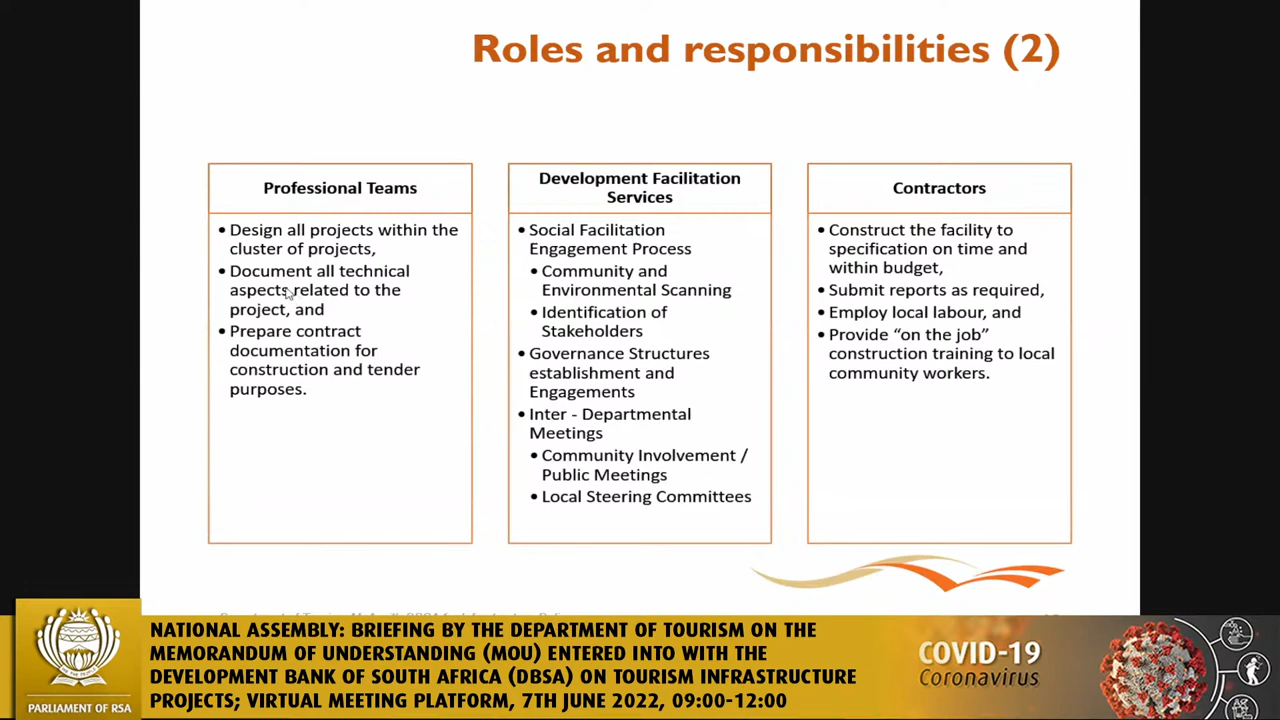 Roles and responsibilities (2)
Professional Teams
• Design all projects within the
cluster of projects,
• Document all technical
aspects related to the
project, and
• Prepare contract
documentation for
construction and tender
purposes.
Development Facilitation
Services
• Social Facilitation
Engagement Process
• Community and
Environmental Scanning
• Identification of
Stakeholders
• Governance Structures
establishment and
Engagements
• Inter - Departmental
Meetings
• Community Involvement /
Public Meetings
• Local Steering Committees
Contractors
• Construct the facility to
specification on time and
within budget,
• Submit reports as required,
• Employ local labour, and
• Provide “on the job”
construction training to local
community workers.
PARLIAMENT OF RSA
NATIONAL ASSEMBLY: BRIEFING BY THE DEPARTMENT OF TOURISM ON THE
MEMORANDUM OF UNDERSTANDING (MOU) ENTERED INTO WITH THE
DEVELOPMENT BANK OF SOUTH AFRICA (DBSA) ON TOURISM INFRASTRUCTURE
PROJECTS; VIRTUAL MEETING PLATFORM, 7TH JUNE 2022, 09:00-12:00
COVID-19
Coronavirus